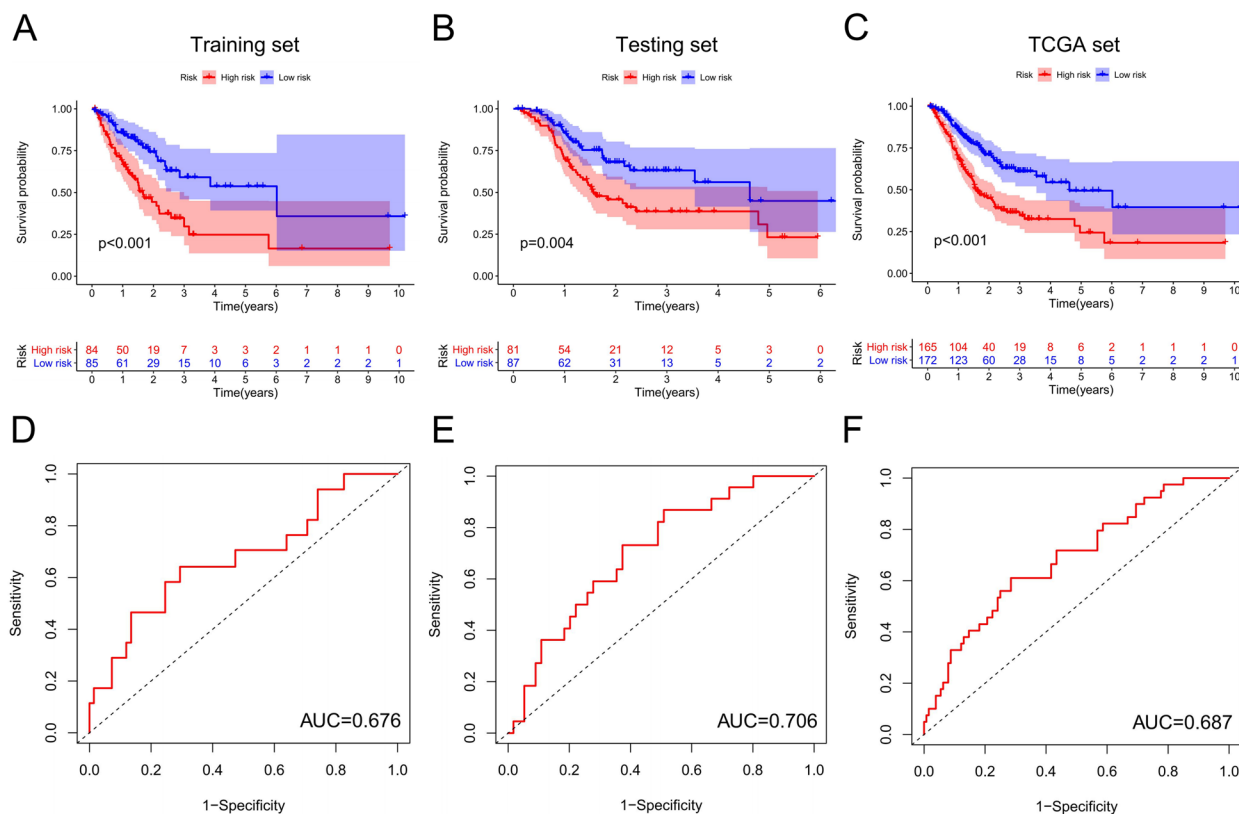 A
Training set
Risk High risk Low risk
Survival probability
1.00
0.75
0.50
0.25
0.00
p<0.001
0 1 2 3 4 5 6 7 8 9 10
Time(years)
Risk
High risk 84 50 19 7 3 3 2 1 1 1 0
Low risk 85 61 29 15 10 6 3 2 2 2 1
0 1 2 3 4 5 6 7 8 9 10
Time(years)
B
Testing set
Risk High risk Low risk
Survival probability
1.00
0.75
0.50
0.25
0.00
p=0.004
0 1 2 3 4 5 6
Time(years)
Risk
High risk 81 54 21 12 5 3 0
Low risk 87 62 31 13 5 2 2
0 1 2 3 4 5 6
Time(years)
C
TCGA set
Risk High risk Low risk
Survival probability
1.00
0.75
0.50
0.25
0.00
p<0.001
0 1 2 3 4 5 6 7 8 9 10
Time(years)
Risk
High risk 165 104 40 19 8 6 2 1 1 1 0
Low risk 172 123 60 28 15 8 5 2 2 2 1
0 1 2 3 4 5 6 7 8 9 10
Time(years)
D
Sensitivity
1.0
0.8
0.6
0.4
0.2
0.0
AUC=0.676
0.0 0.2 0.4 0.6 0.8 1.0
1−Specificity
E
Sensitivity
1.0
0.8
0.6
0.4
0.2
0.0
AUC=0.706
0.0 0.2 0.4 0.6 0.8 1.0
1−Specificity
F
Sensitivity
1.0
0.8
0.6
0.4
0.2
0.0
AUC=0.687
0.0 0.2 0.4 0.6 0.8 1.0
1−Specificity